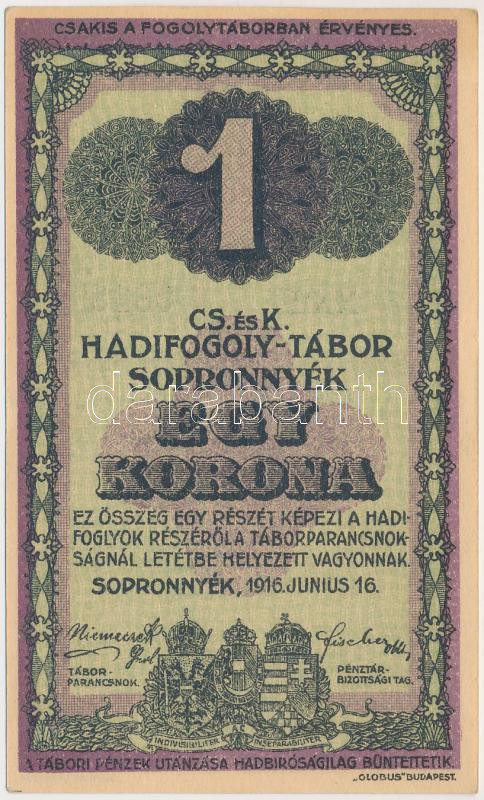 CSAKIS A FOGOLYTÁBORBAN ÉRVÉNYES.
1
CS. ÉS K.
HADIFOGOLY-TÁBOR
SOPRONNYÉK
darabanth
EGY
KORONA
EZ ÖSSZEG EGY RÉSZÉT KÉPEZI A HADI-
FOGLYOK RÉSZÉRŐL A TÁBORPARANCSNOK-
SÁGNÁL LETÉTBE HELYEZETT VAGYONNAK.
SOPRONNYÉK, 1916. JUNIUS 16.
TÁBOR-
PARANCSNOK.
PÉNZTÁR-
BIZOTTSÁGI TAG.
INDIVISIBILITER AC INSEPARABILITER
A TÁBORI PÉNZEK UTÁNZÁSA HADBIRÓSÁGILAG BÜNTETTETIK.
„GLOBUS" BUDAPEST.